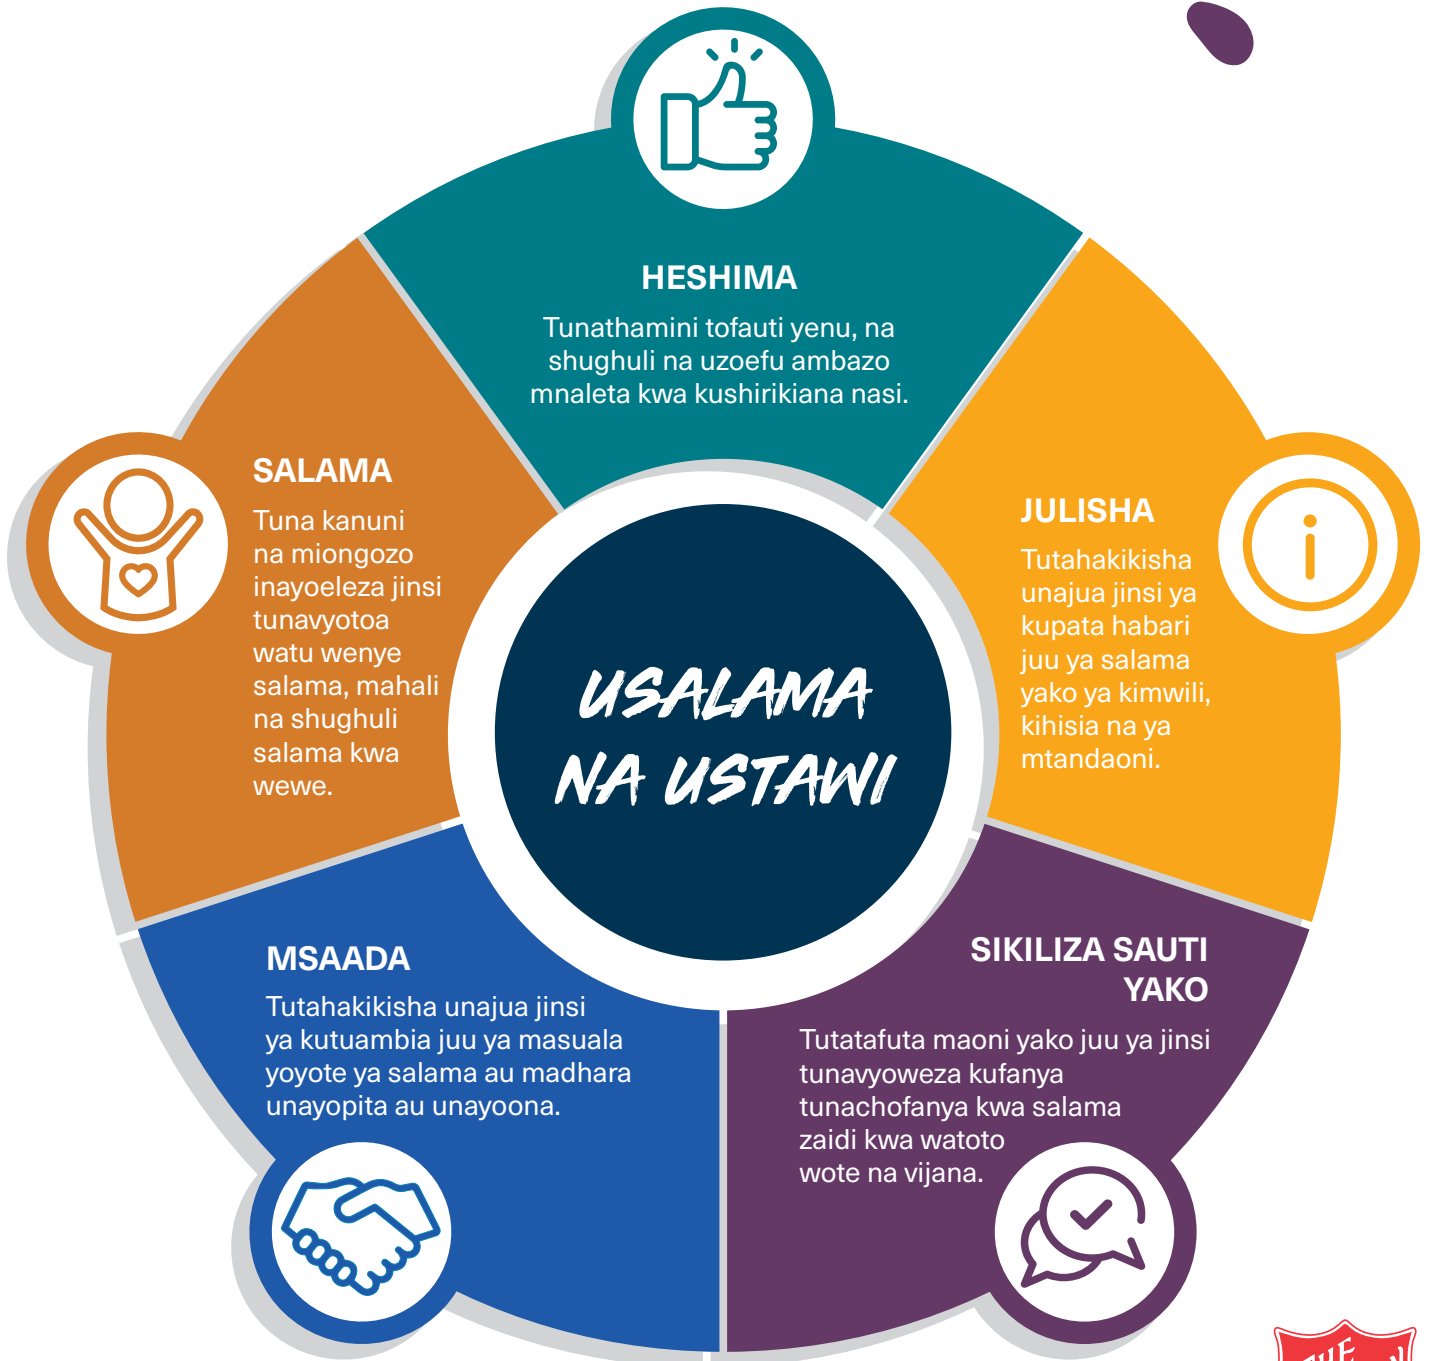 HESHIMA
Tunathamini tofauti yenu, na
shughuli na uzoefu ambazo
mnaleta kwa kushirikiana nasi.
JULISHA
Tutahakikisha
unajua jinsi ya
kupata habari
juu ya salama
yako ya kimwili,
kihisia na ya
mtandaoni.
SIKILIZA SAUTI
YAKO
Tutatafuta maoni yako juu ya jinsi
tunavyoweza kufanya
tunachofanya kwa salama
zaidi kwa watoto
wote na vijana.
MSAADA
Tutahakikisha unajua jinsi
ya kutuambia juu ya masuala
yoyote ya salama au madhara
unayopita au unayoona.
SALAMA
Tuna kanuni
na miongozo
inayoeleza jinsi
tunavyotoa
watu wenye
salama, mahali
na shughuli
salama kwa
wewe.
USALAMA
NA USTAWI